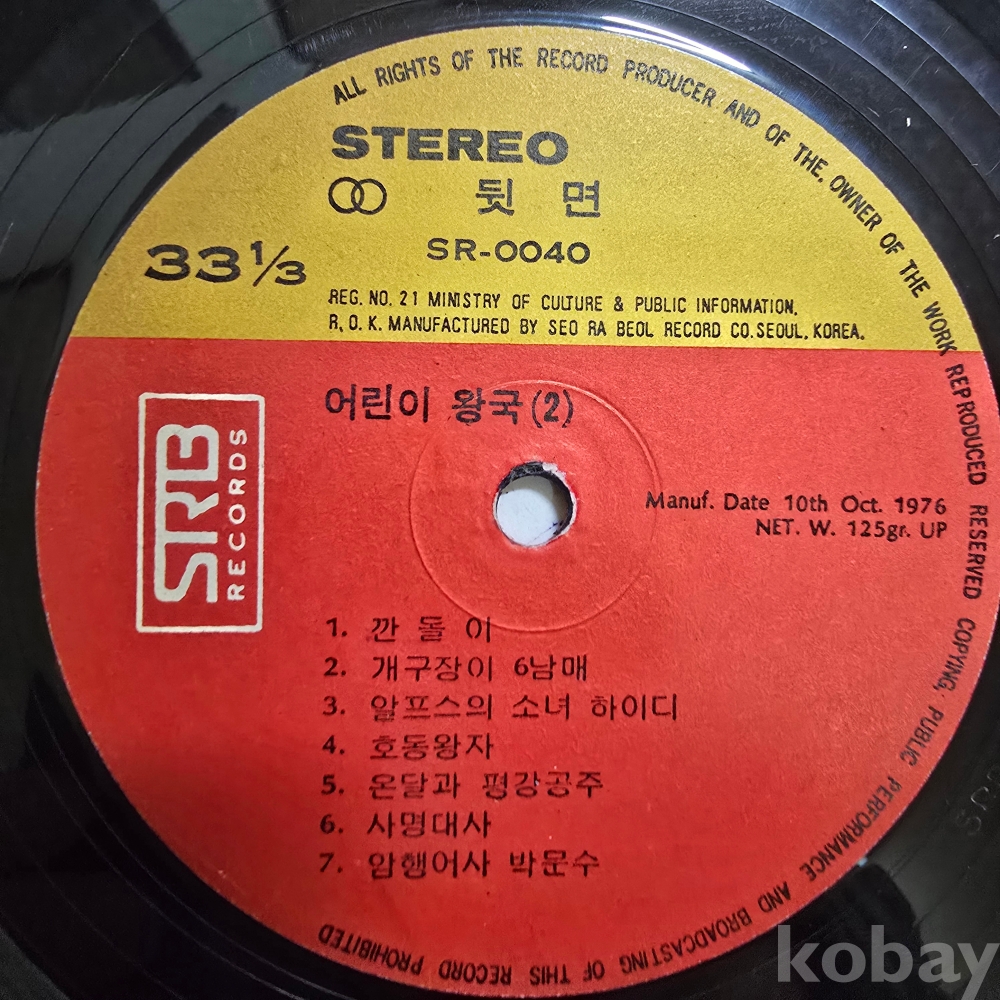 ALL RIGHTS OF THE RECORD PRODUCER AND OF THE. OWNER OF THE WORK REPRODUCED RESERVED COPYING. PUBLIC PERFORMANCE AND BROADCASTING OF THIS RECORD PROHIBITED
STEREO
뒷 면
33 1/3
SR-0040
REG. NO. 21 MINISTRY OF CULTURE & PUBLIC INFORMATION.
R. O. K. MANUFACTURED BY SEO RA BEOL RECORD CO. SEOUL. KOREA.
어린이 왕국 (2)
SRB
RECORDS
Manuf. Date 10th Oct. 1976
NET. W. 125gr. UP
1. 깐 돌 이
2. 개구장이 6남매
3. 알프스의 소녀 하이디
4. 호동왕자
5. 온달과 평강공주
6. 사명대사
7. 암행어사 박문수
kobay